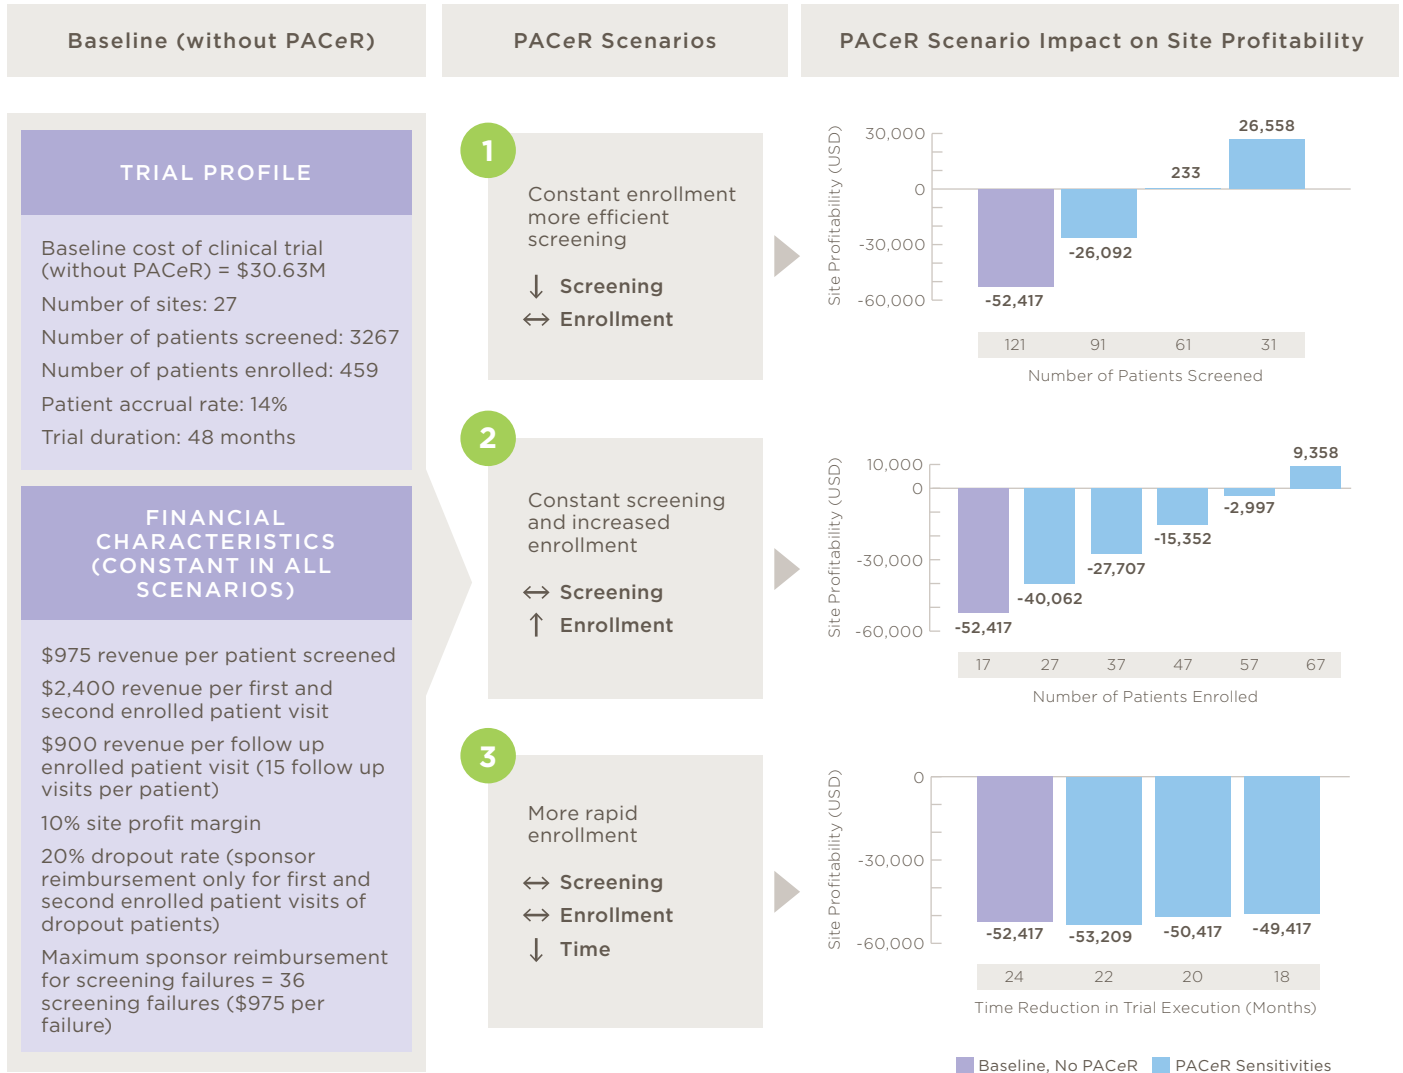 Baseline (without PACeR)
PACeR Scenarios
PACeR Scenario Impact on Site Profitability
TRIAL PROFILE
Baseline cost of clinical trial
(without PACeR) = $30.63M
Number of sites: 27
Number of patients screened: 3267
Number of patients enrolled: 459
Patient accrual rate: 14%
Trial duration: 48 months
FINANCIAL
CHARACTERISTICS
(CONSTANT IN ALL
SCENARIOS)
$975 revenue per patient screened
$2,400 revenue per first and
second enrolled patient visit
$900 revenue per follow up
enrolled patient visit (15 follow up
visits per patient)
10% site profit margin
20% dropout rate (sponsor
reimbursement only for first and
second enrolled patient visits of
dropout patients)
Maximum sponsor reimbursement
for screening failures = 36
screening failures ($975 per
failure)
1
Constant enrollment
more efficient
screening
↓ Screening
↔ Enrollment
2
Constant screening
and increased
enrollment
↔ Screening
↑ Enrollment
3
More rapid
enrollment
↔ Screening
↔ Enrollment
↓ Time
Site Profitability (USD)
30,000
0
-30,000
-60,000
-52,417
-26,092
233
26,558
121 91 61 31
Number of Patients Screened
Site Profitability (USD)
10,000
0
-30,000
-60,000
-52,417
-40,062
-27,707
-15,352
-2,997
9,358
17 27 37 47 57 67
Number of Patients Enrolled
Site Profitability (USD)
0
-30,000
-60,000
-52,417
-53,209
-50,417
-49,417
24 22 20 18
Time Reduction in Trial Execution (Months)
Baseline, No PACeR
PACeR Sensitivities